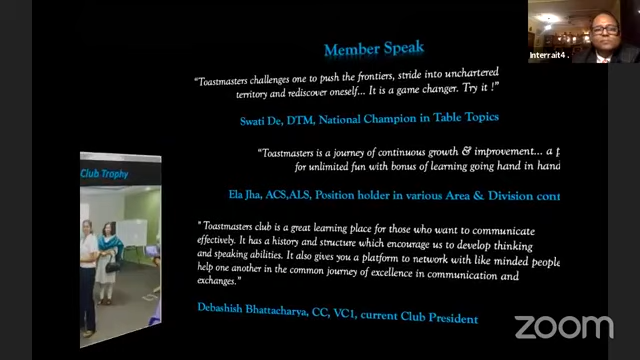 Member Speak
"Toastmasters challenges one to push the frontiers, stride into unchartered
territory and rediscover oneself... It is a game changer. Try it !"
Swati De, DTM, National Champion in Table Topics
"Toastmasters is a journey of continuous growth & improvement... a
for unlimited fun with bonus of learning going hand in hand
Ela Jha, ACS,ALS, Position holder in various Area & Division cont
" Toastmasters club is a great learning place for those who want to communicate
effectively. It has a history and structure which encourage us to develop thinking
and speaking abilities. It also gives you a platform to network with like minded people
help one another in the common journey of excellence in communication and
exchanges."
Debashish Bhattacharya, CC, VC1, current Club President
Club Trophy
Interrait4 .
zoom